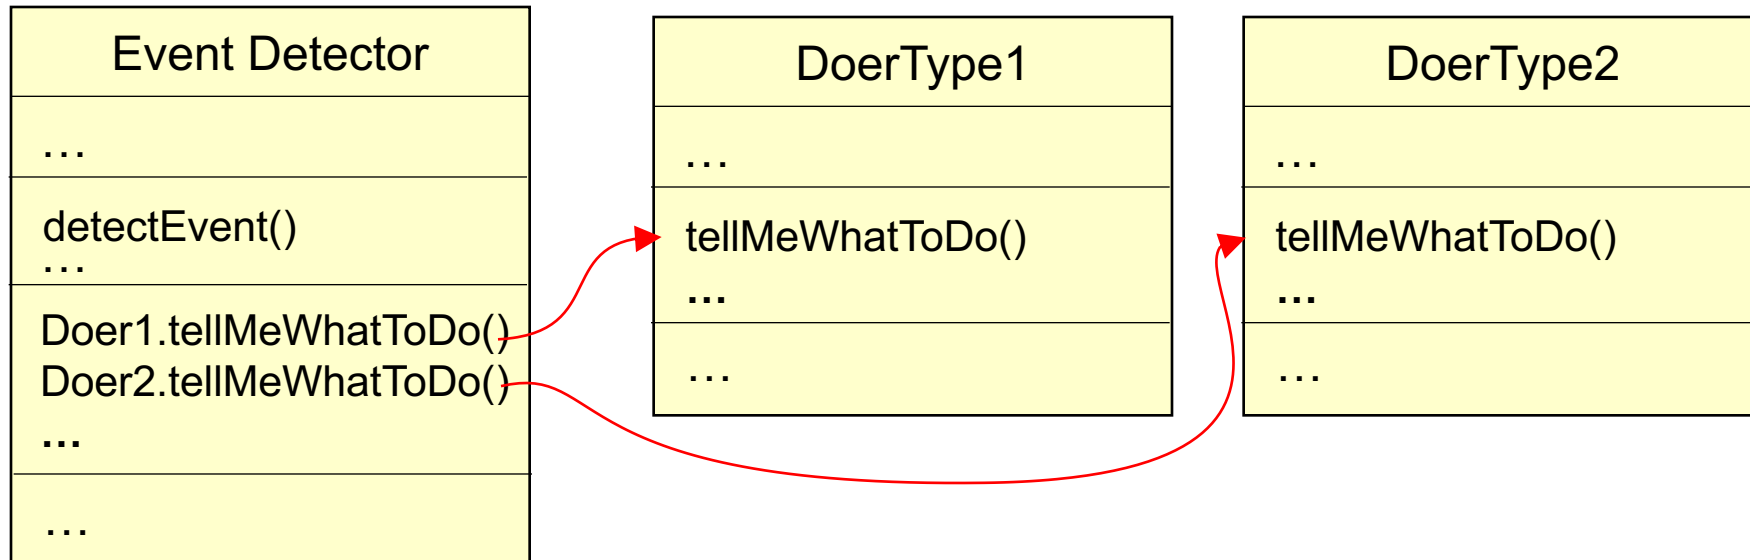 Event Detector
…
detectEvent()
…
Doer1.tellMeWhatToDo()
Doer2.tellMeWhatToDo()
…
…
DoerType1
…
tellMeWhatToDo()
…
…
DoerType2
…
tellMeWhatToDo()
…
…